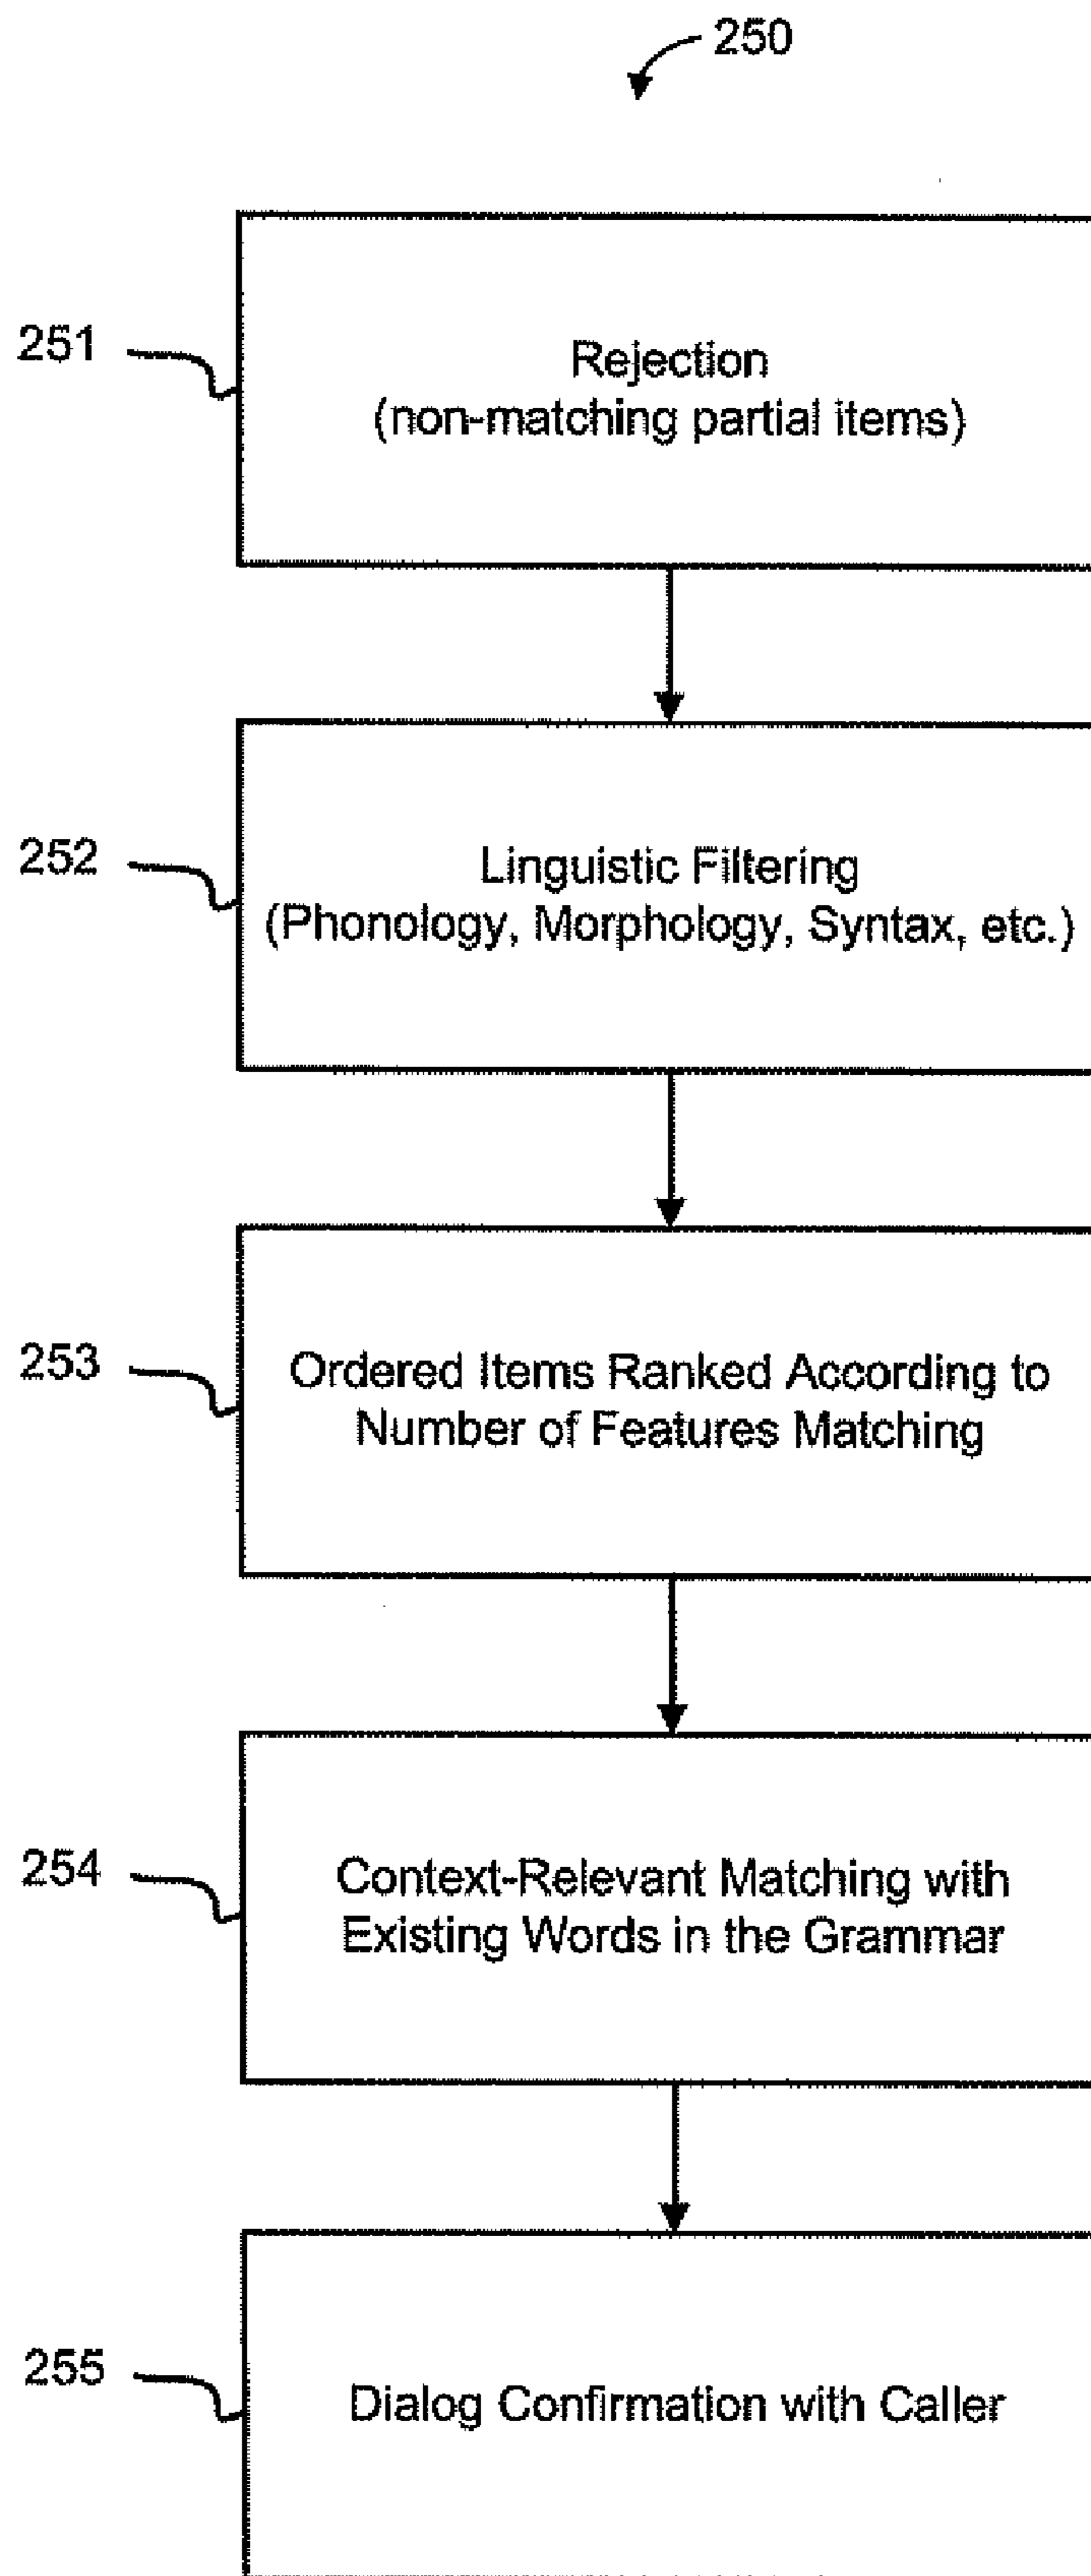 250
251
Rejection
(non-matching partial items)
252
Linguistic Filtering
(Phonology, Morphology, Syntax, etc.)
253
Ordered Items Ranked According to
Number of Features Matching
254
Context-Relevant Matching with
Existing Words in the Grammar
255
Dialog Confirmation with Caller